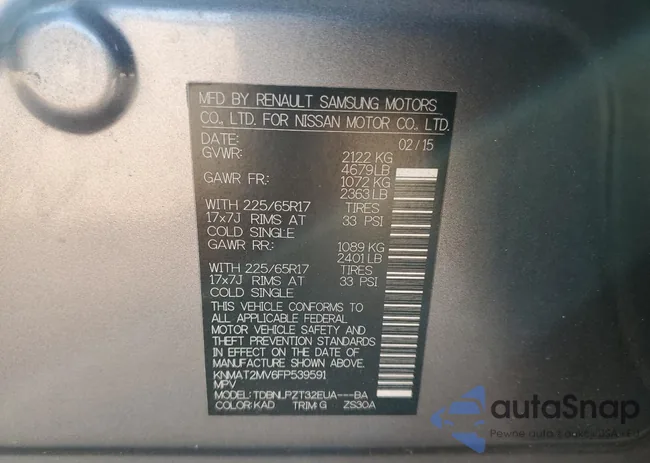 MFD BY RENAULT SAMSUNG MOTORS
CO., LTD. FOR NISSAN MOTOR CO., LTD.
DATE: 02/15
GVWR: 2122 KG
4679 LB
GAWR FR: 1072 KG
2363 LB
WITH 225/65R17 TIRES
17x7J RIMS AT 33 PSI
COLD SINGLE
GAWR RR: 1089 KG
2401 LB
WITH 225/65R17 TIRES
17x7J RIMS AT 33 PSI
COLD SINGLE
THIS VEHICLE CONFORMS TO
ALL APPLICABLE FEDERAL
MOTOR VEHICLE SAFETY AND
THEFT PREVENTION STANDARDS
IN EFFECT ON THE DATE OF
MANUFACTURE SHOWN ABOVE.
KNMAT2MV6FP539591
MPV
MODEL: TDBNLPZT32EUA---BA
COLOR: KAD TRIM: G ZS30A
autoSnap
Pewne auto z